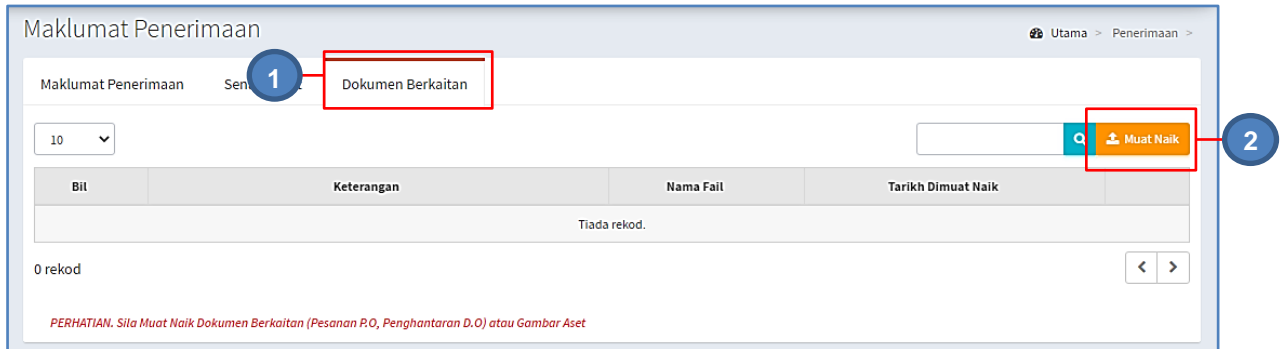 Maklumat Penerimaan
Utama > Penerimaan >
Maklumat Penerimaan
1
Dokumen Berkaitan
10
Muat Naik
2
Bil Keterangan Nama Fail Tarikh Dimuat Naik
Tiada rekod.
0 rekod
< >
PERHATIAN. Sila Muat Naik Dokumen Berkaitan (Pesanan P.O, Penghantaran D.O) atau Gambar Aset